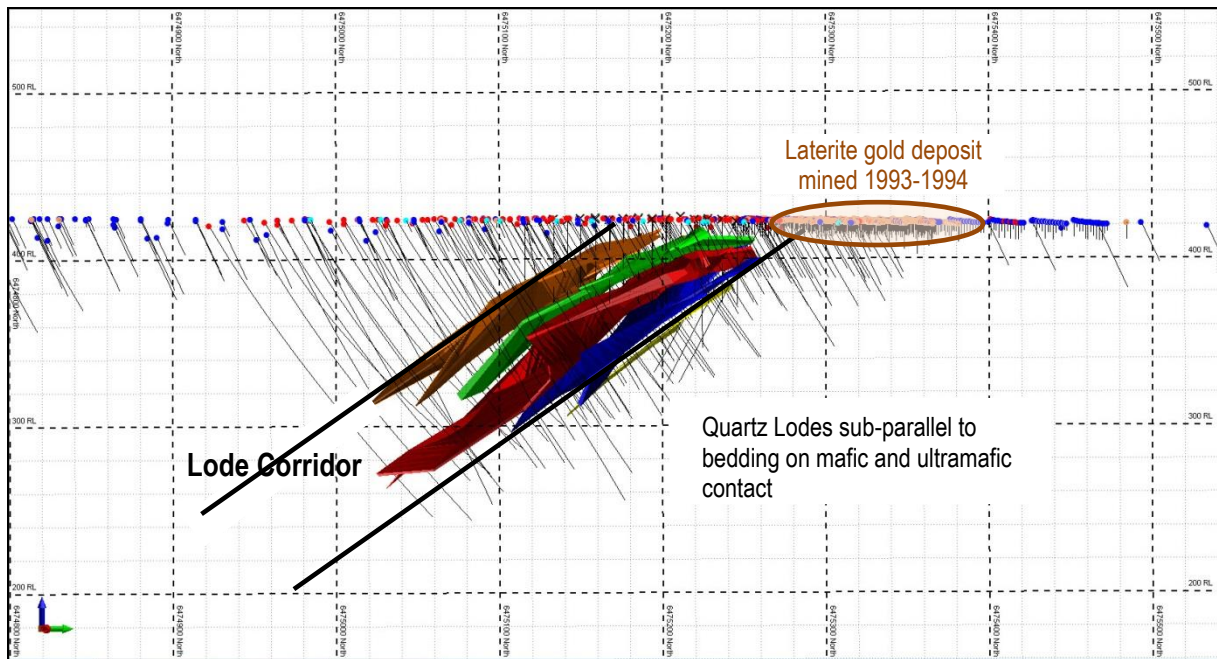 6474900 North
6475000 North
6475100 North
6475200 North
6475300 North
6475400 North
6475500 North
500 RL
500 RL
Laterite gold deposit
mined 1993-1994
400 RL
400 RL
6474800 North
300 RL
300 RL
Quartz Lodes sub-parallel to
bedding on mafic and ultramafic
contact
Lode Corridor
200 RL
200 RL
6474800 North
6474900 North
6475000 North
6475100 North
6475200 North
6475300 North
6475400 North
6475500 North